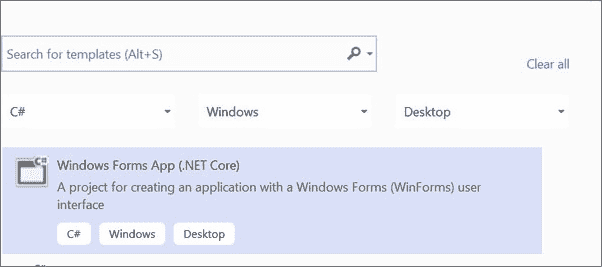 Search for templates (Alt+S)
Clear all
C#
Windows
Desktop
C#
Windows Forms App (.NET Core)
A project for creating an application with a Windows Forms (WinForms) user
interface
C#
Windows
Desktop